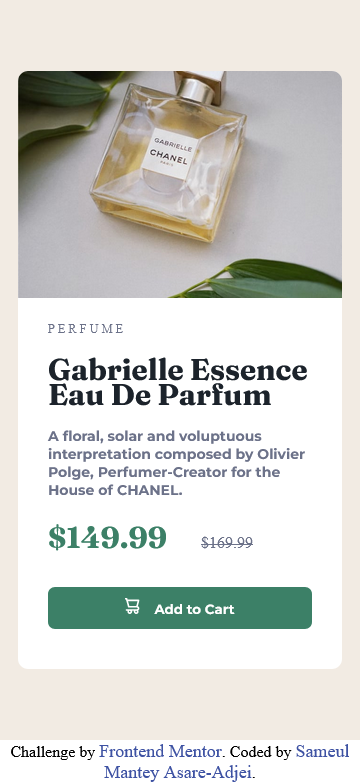 GABRIELLE
CHANEL
PARIS
PERFUME
Gabrielle Essence
Eau De Parfum
A floral, solar and voluptuous
interpretation composed by Olivier
Polge, Perfumer-Creator for the
House of CHANEL.
$149.99 $169.99
Add to Cart
Challenge by Frontend Mentor. Coded by Sameul
Mantey Asare-Adjei.